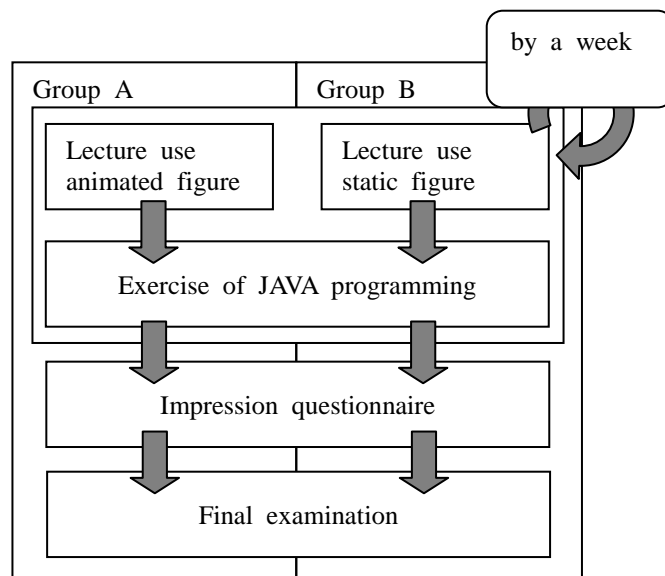 by a week
Group A
Group B
Lecture use
animated figure
Lecture use
static figure
Exercise of JAVA programming
Impression questionnaire
Final examination